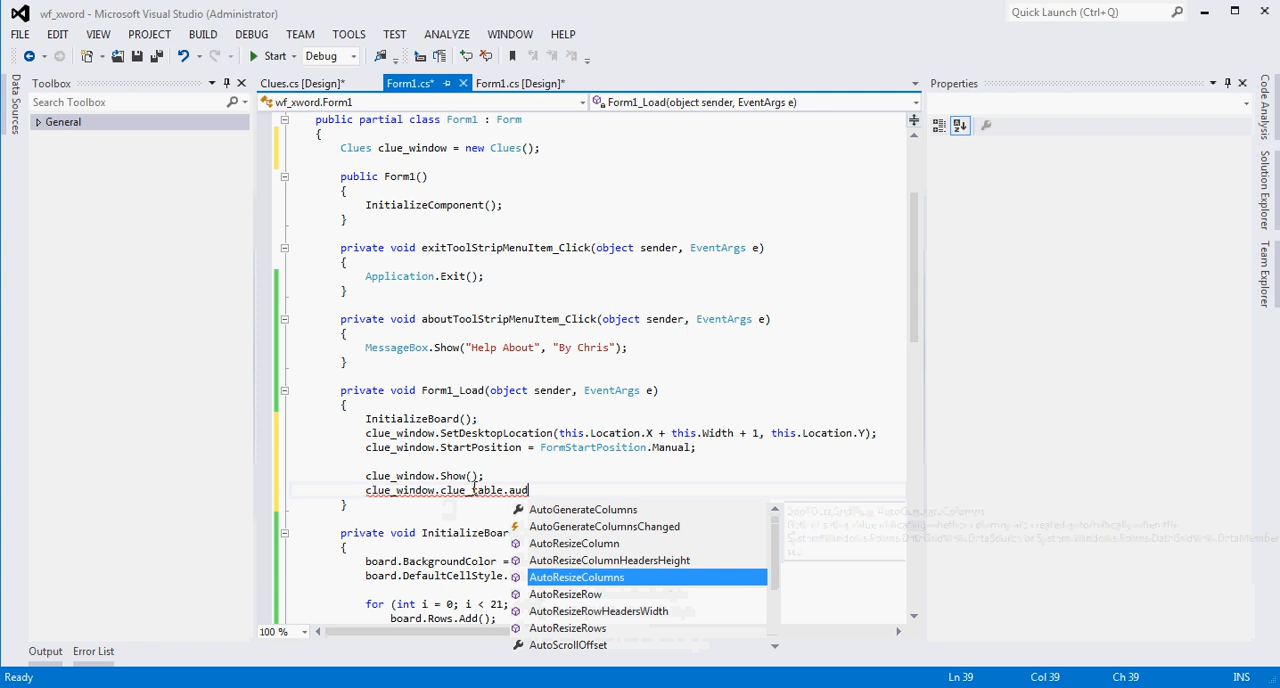 wf_xword - Microsoft Visual Studio (Administrator)
Quick Launch (Ctrl+Q)
FILE EDIT VIEW PROJECT BUILD DEBUG TEAM TOOLS TEST ANALYZE WINDOW HELP
Start Debug
Data Sources
Toolbox
Search Toolbox
General
Clues.cs [Design]* Form1.cs* Form1.cs [Design]*
wf_xword.Form1 Form1_Load(object sender, EventArgs e)
public partial class Form1 : Form
{
Clues clue_window = new Clues();
public Form1()
{
InitializeComponent();
}
private void exitToolStripMenuItem_Click(object sender, EventArgs e)
{
Application.Exit();
}
private void aboutToolStripMenuItem_Click(object sender, EventArgs e)
{
MessageBox.Show("Help About", "By Chris");
}
private void Form1_Load(object sender, EventArgs e)
{
InitializeBoard();
clue_window.SetDesktopLocation(this.Location.X + this.Width + 1, this.Location.Y);
clue_window.StartPosition = FormStartPosition.Manual;
clue_window.Show();
clue_window.clue_table.aud
}
private void InitializeBoar
{
board.BackgroundColor =
board.DefaultCellStyle.
for (int i = 0; i < 21;
board.Rows.Add();
AutoGenerateColumns
AutoGenerateColumnsChanged
AutoResizeColumn
AutoResizeColumnHeadersHeight
AutoResizeColumns
AutoResizeRow
AutoResizeRowHeadersWidth
AutoResizeRows
AutoScrollOffset
100 %
Properties
Code Analysis
Solution Explorer
Team Explorer
Output Error List
Ready Ln 39 Col 39 Ch 39 INS